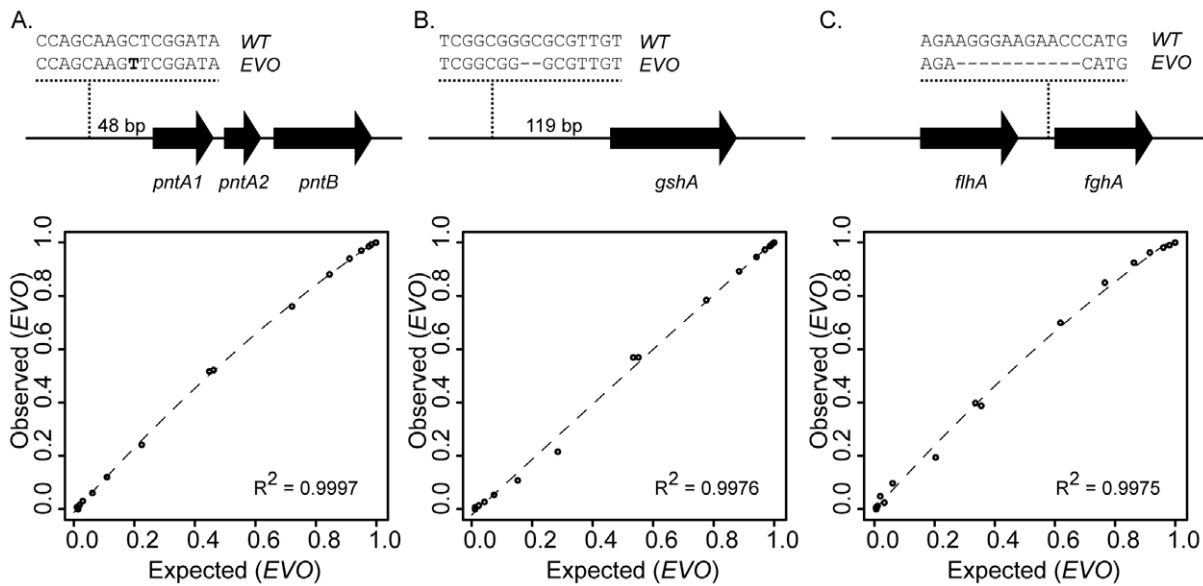 A.
CCAGCAAGCTCGGATA WT
CCAGCAAGTTCGGATA EVO
48 bp
pntA1 pntA2 pntB
Observed (EVO)
1.0
0.8
0.6
0.4
0.2
0.0
R² = 0.9997
0.0 0.2 0.4 0.6 0.8 1.0
Expected (EVO)
B.
TCGGCGGGCGCGTTGT WT
TCGGCGG--GCGTTGT EVO
119 bp
gshA
Observed (EVO)
1.0
0.8
0.6
0.4
0.2
0.0
R² = 0.9976
0.0 0.2 0.4 0.6 0.8 1.0
Expected (EVO)
C.
AGAAGGGAAGAACCCATG WT
AGA-----------CATG EVO
flhA fghA
Observed (EVO)
1.0
0.8
0.6
0.4
0.2
0.0
R² = 0.9975
0.0 0.2 0.4 0.6 0.8 1.0
Expected (EVO)